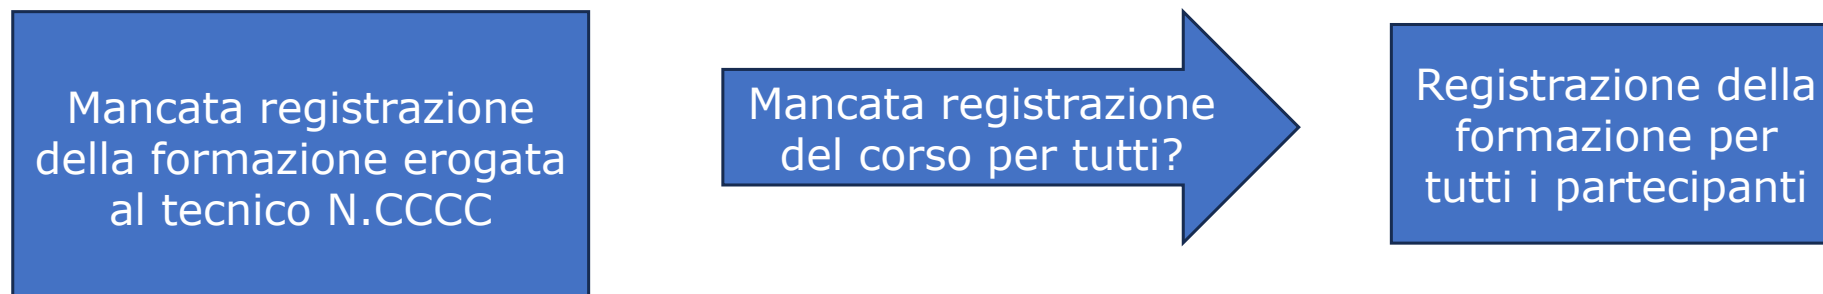 Mancata registrazione
della formazione erogata
al tecnico N.CCCC
Mancata registrazione
del corso per tutti?
Registrazione della
formazione per
tutti i partecipanti